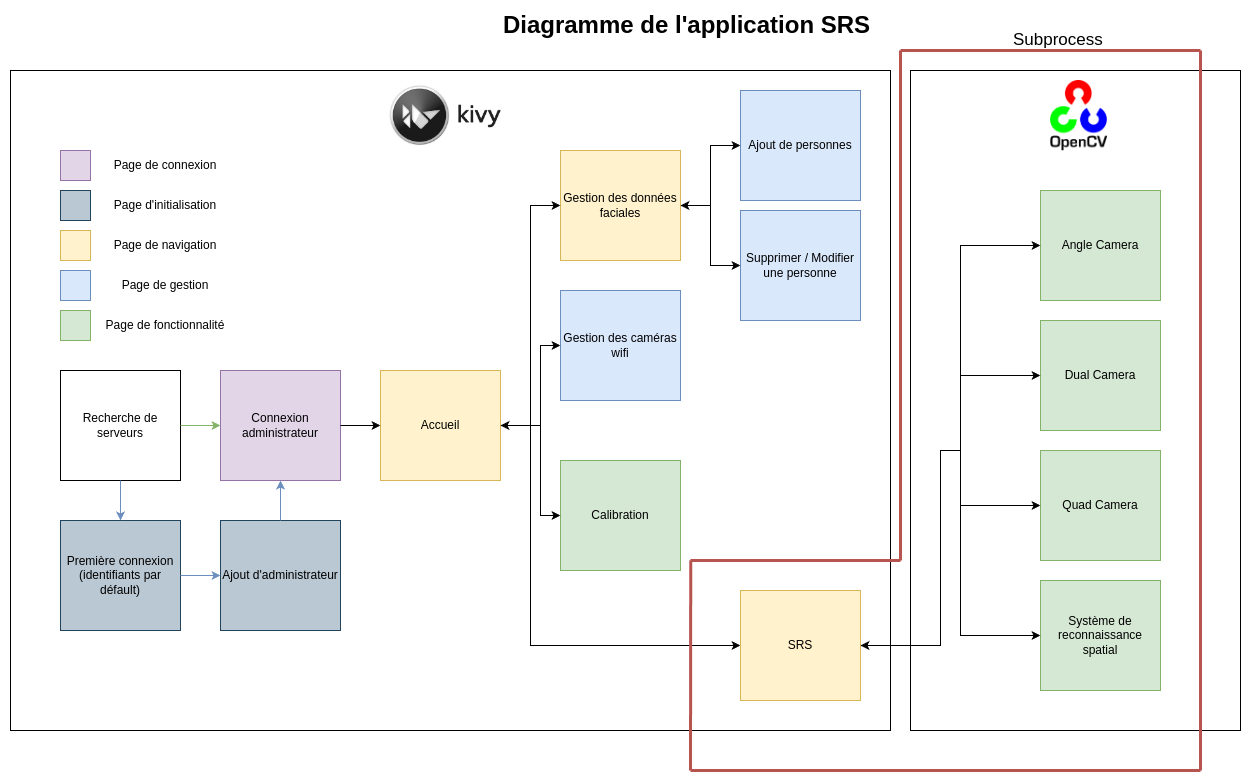 Diagramme de l'application SRS
Subprocess
kivy
OpenCV
Page de connexion
Page d'initialisation
Page de navigation
Page de gestion
Page de fonctionnalité
Recherche de
serveurs
Connexion
administrateur
Accueil
Première connexion
(identifiants par
défault)
Ajout d'administrateur
Gestion des données
faciales
Ajout de personnes
Supprimer / Modifier
une personne
Gestion des caméras
wifi
Calibration
SRS
Angle Camera
Dual Camera
Quad Camera
Système de
reconnaissance
spatial